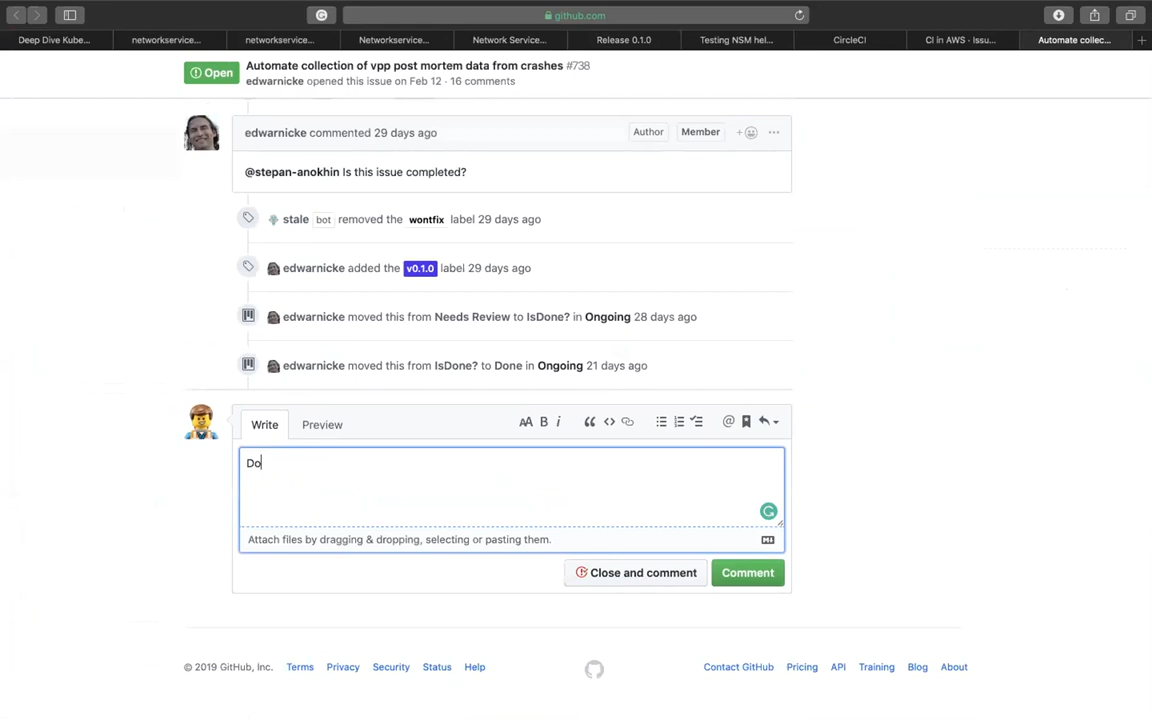 github.com
Deep Dive Kube...
networkservice...
networkservice...
Networkservice...
Network Service...
Release 0.1.0
Testing NSM hel...
CircleCI
CI in AWS · Issu...
Automate collec...
Open
Automate collection of vpp post mortem data from crashes #738
edwarnicke opened this issue on Feb 12 · 16 comments
edwarnicke commented 29 days ago
Author
Member
@stepan-anokhin Is this issue completed?
stale bot removed the wontfix label 29 days ago
edwarnicke added the v0.1.0 label 29 days ago
edwarnicke moved this from Needs Review to IsDone? in Ongoing 28 days ago
edwarnicke moved this from IsDone? to Done in Ongoing 21 days ago
Write
Preview
Do
Attach files by dragging & dropping, selecting or pasting them.
Close and comment
Comment
© 2019 GitHub, Inc.
Terms
Privacy
Security
Status
Help
Contact GitHub
Pricing
API
Training
Blog
About